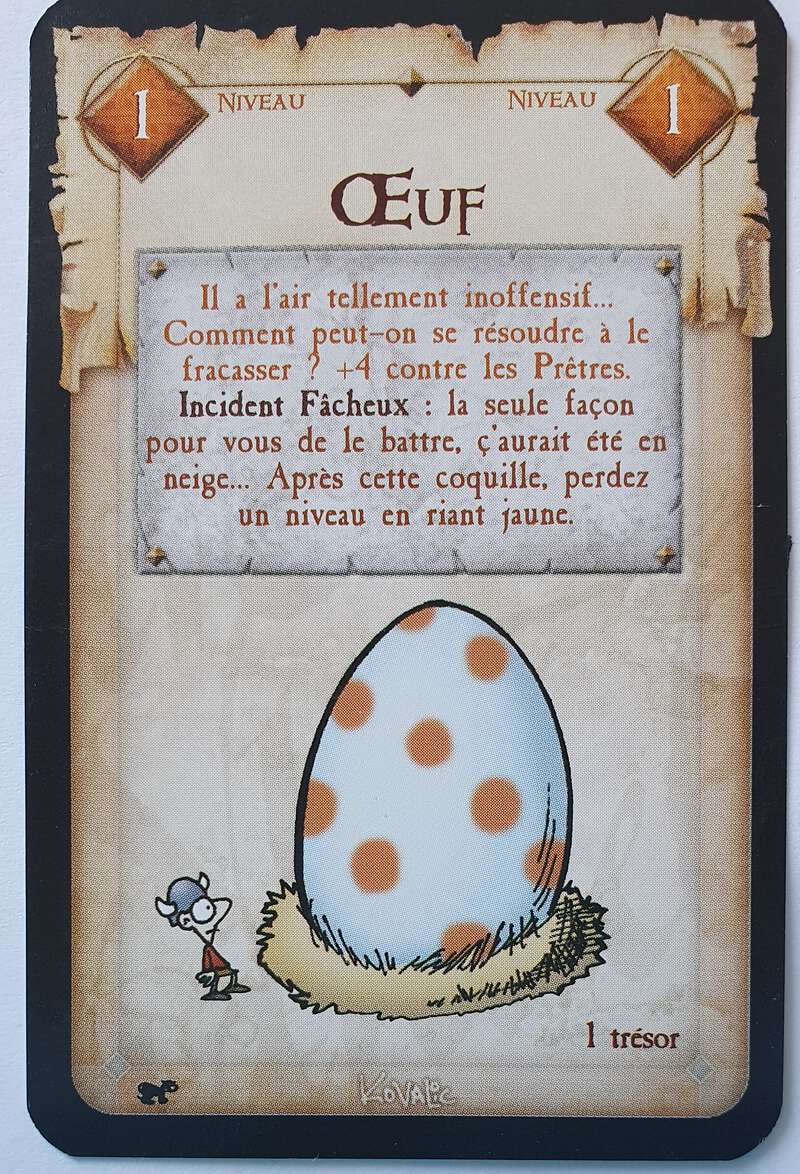 1 Niveau Niveau 1
Œuf
Il a l'air tellement inoffensif...
Comment peut-on se résoudre à le
fracasser ? +4 contre les Prêtres.
Incident Fâcheux : la seule façon
pour vous de le battre, ç'aurait été en
neige... Après cette coquille, perdez
un niveau en riant jaune.
1 trésor
Kovalic